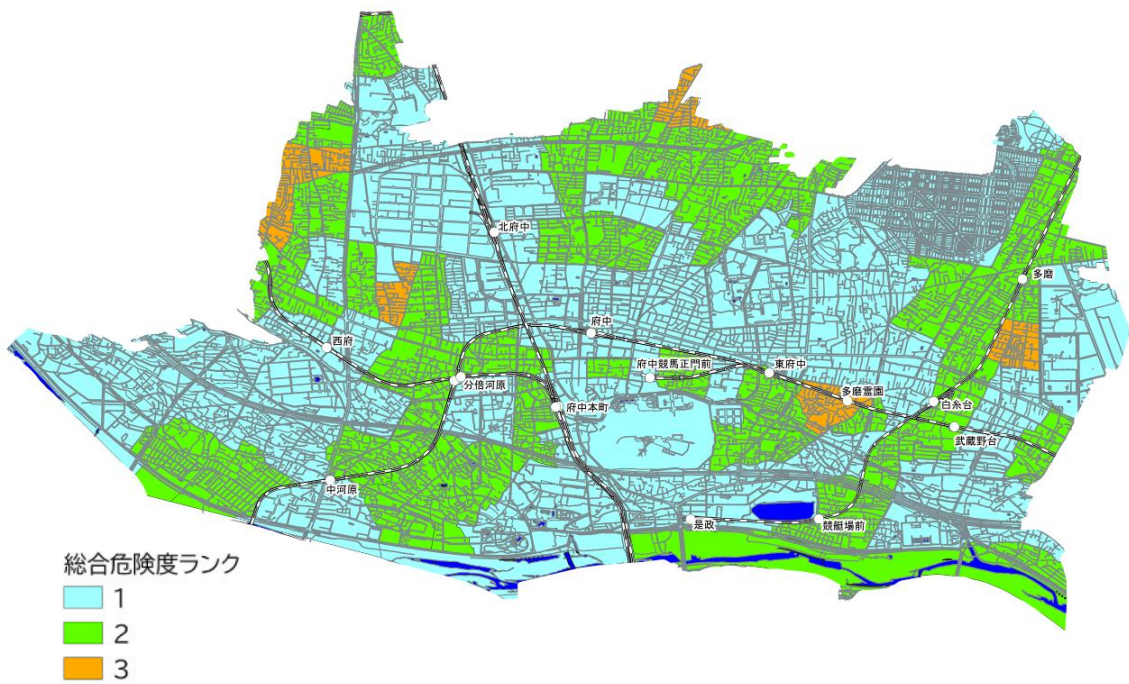 北府中
多磨
府中
西府
府中競馬正門前
東府中
分倍河原
多磨霊園
府中本町
白糸台
武蔵野台
中河原
是政
競艇場前
総合危険度ランク
1
2
3